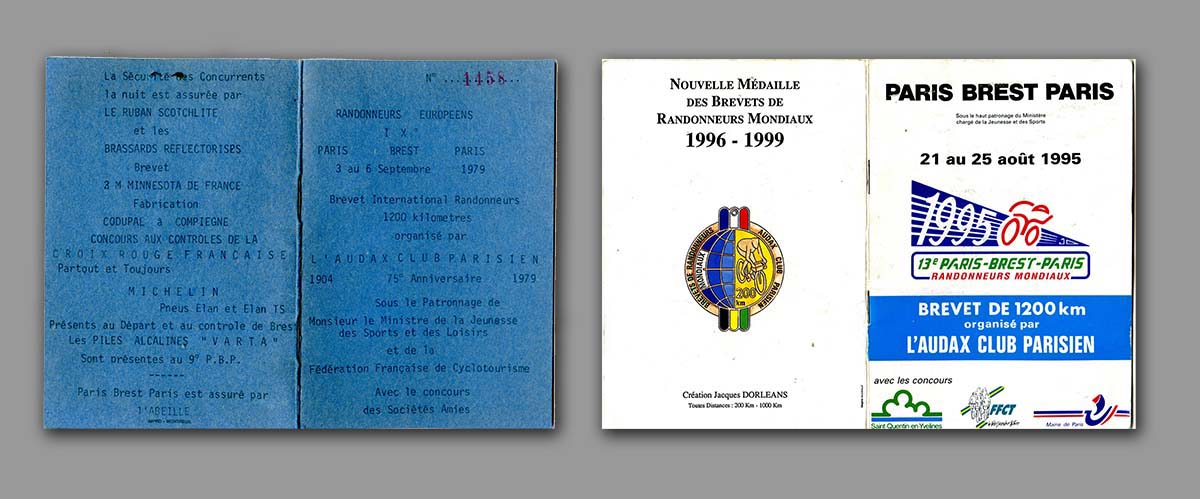 La Sécurité des Concurrents
la nuit est assurée par
LE RUBAN SCOTCHLITE
et les
BRASSARDS REFLECTORISES
Brevet
3 M MINNESOTA DE FRANCE
Fabrication
CODUPAL à COMPIEGNE
CONCOURS AUX CONTROLES DE LA
CROIX ROUGE FRANCAISE
Partout et Toujours
MICHELIN
Pneus Elan et Elan TS
Présents au Départ et au controle de Brest
Les PILES ALCALINES "VARTA"
Sont présentes au 9° P.B.P.
------
Paris Brest Paris est assuré par
l'ABEILLE
N° ...4458...
RANDONNEURS EUROPEENS
IX°
PARIS BREST PARIS
3 au 6 Septembre 1979
Brevet International Randonneurs
1200 kilometres
organisé par
L'AUDAX CLUB PARISIEN
1904 75° Anniversaire 1979
Sous le Patronnage de
Monsieur le Ministre de la Jeunesse
des Sports et des Loisirs
et de la
Fédération Française de Cyclotourisme
Avec le concours
des Sociétés Amies
NOUVELLE MÉDAILLE
DES BREVETS DE
RANDONNEURS MONDIAUX
1996 - 1999
BREVETS DE RANDONNEURS
MONDIAUX
AUDAX CLUB PARISIEN
200
km
Création Jacques DORLEANS
Toutes Distances : 200 Km - 1000 Km
PARIS BREST PARIS
Sous le haut patronage du Ministère
chargé de la Jeunesse et des Sports
21 au 25 août 1995
1995
13e PARIS-BREST-PARIS
RANDONNEURS MONDIAUX
BREVET DE 1200 km
organisé par
L'AUDAX CLUB PARISIEN
avec les concours
Saint Quentin en Yvelines
FFCT
Mairie de Paris